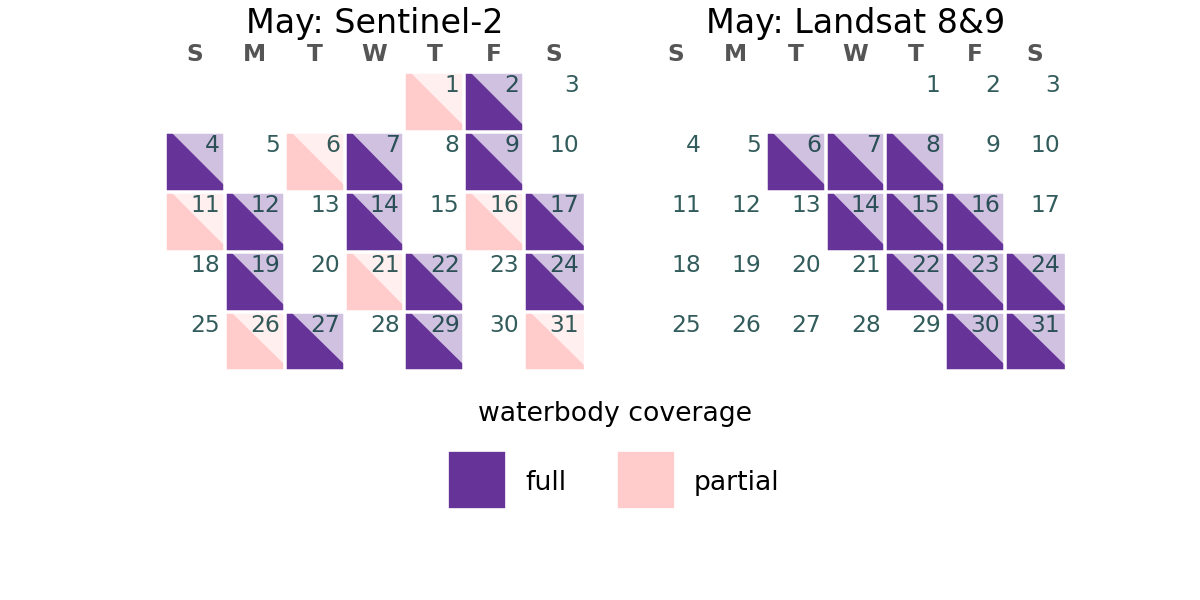 May: Sentinel-2
S M T W T F S
1 2 3
4 5 6 7 8 9 10
11 12 13 14 15 16 17
18 19 20 21 22 23 24
25 26 27 28 29 30 31
May: Landsat 8&9
S M T W T F S
1 2 3
4 5 6 7 8 9 10
11 12 13 14 15 16 17
18 19 20 21 22 23 24
25 26 27 28 29 30 31
waterbody coverage
full
partial